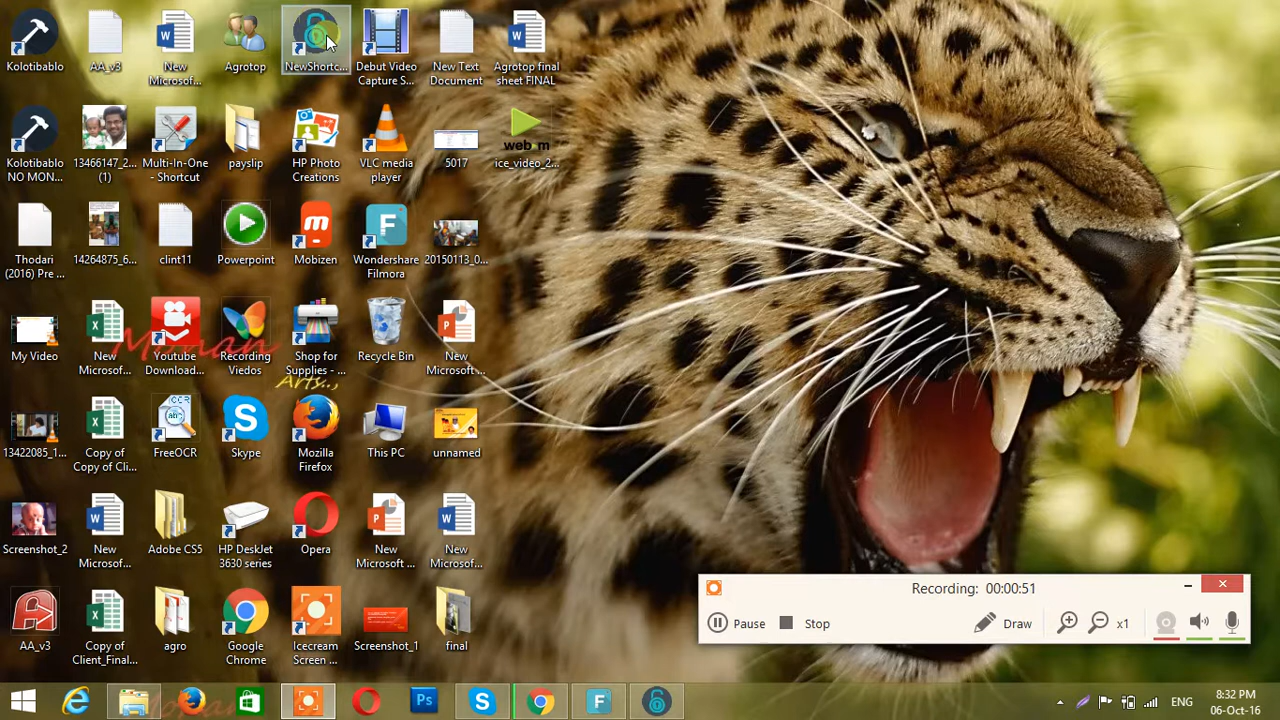 Kolotibablo
AA_v3
New
Microsof...
Agrotop
NewShortc...
Debut Video
Capture S...
New Text
Document
Agrotop final
sheet FINAL
Kolotibablo
NO MON...
13466147_2...
(1)
Multi-In-One
- Shortcut
payslip
HP Photo
Creations
VLC media
player
5017
webm
ice_video_2...
Thodari
(2016) Pre ...
14264875_6...
clint11
Powerpoint
Mobizen
Wondershare
Filmora
20150113_0...
My Video
New
Microsof...
Youtube
Download...
Recording
Viedos
Shop for
Supplies - ...
Recycle Bin
New
Microsoft...
Mohan
Arts..,
13422085_1...
Copy of
Copy of Cli...
FreeOCR
Skype
Mozilla
Firefox
This PC
unnamed
Screenshot_2
New
Microsof...
Adobe CS5
HP DeskJet
3630 series
Opera
New
Microsoft ...
New
Microsof...
AA_v3
Copy of
Client_Final...
agro
Google
Chrome
Icecream
Screen ...
Screenshot_1
final
Recording: 00:00:51
Pause
Stop
Draw
x1
Ps
ENG
8:32 PM
06-Oct-16